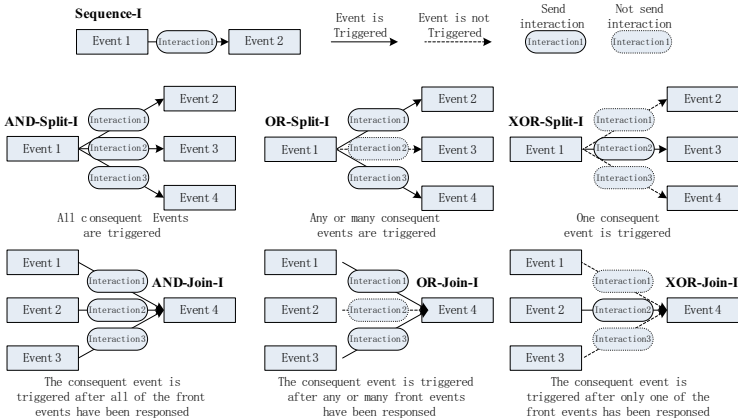 Sequence-I
Event 1
Interaction1
Event 2
Event is
Triggered
Event is not
Triggered
Send
interaction
Interaction1
Not send
interaction
Interaction1
AND-Split-I
Event 1
Interaction1
Interaction2
Interaction3
Event 2
Event 3
Event 4
All consequent Events
are triggered
OR-Split-I
Event 1
Interaction1
Interaction2
Interaction3
Event 2
Event 3
Event 4
Any or many consequent
events are triggered
XOR-Split-I
Event 1
Interaction1
Interaction2
Interaction3
Event 2
Event 3
Event 4
One consequent
event is triggered
AND-Join-I
Event 1
Event 2
Event 3
Interaction1
Interaction2
Interaction3
Event 4
The consequent event is
triggered after all of the front
events have been responsed
OR-Join-I
Event 1
Event 2
Event 3
Interaction1
Interaction2
Interaction3
Event 4
The consequent event is triggered
after any or many front events
have been responsed
XOR-Join-I
Event 1
Event 2
Event 3
Interaction1
Interaction2
Interaction3
Event 4
The consequent event is
triggered after only one of the
front events has been responsed